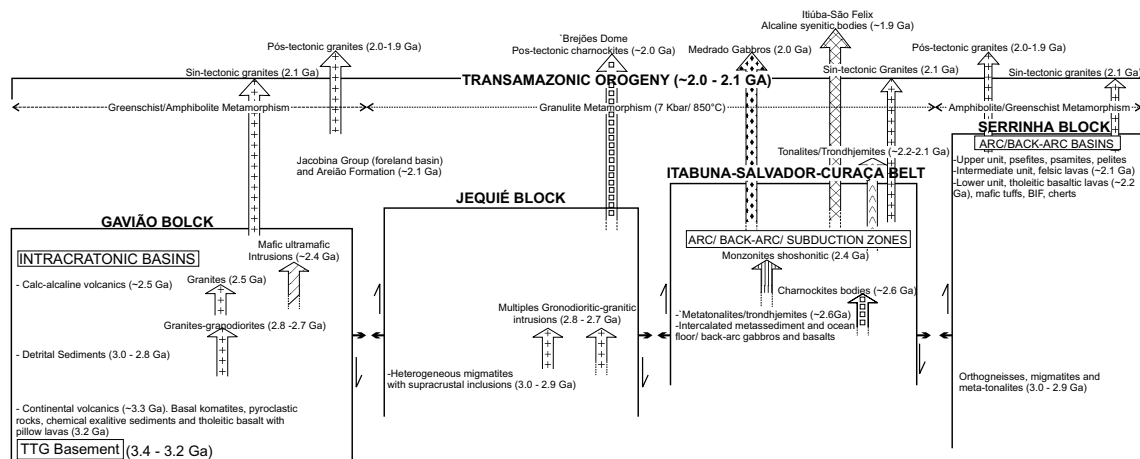 Itiúba-São Felix
Alcaline syenitic bodies (~1.9 Ga)
`Brejões Dome
Pos-tectonic charnockites (~2.0 Ga)
Pós-tectonic granites (2.0-1.9 Ga)
Medrado Gabbros (2.0 Ga)
Pós-tectonic granites (2.0-1.9 Ga)
Sin-tectonic granites (2.1 Ga)
TRANSAMAZONIC OROGENY (~2.0 - 2.1 GA)
Sin-tectonic Granites (2.1 Ga)
Sin-tectonic granites (2.1 Ga)
Greenschist/Amphibolite Metamorphism
Granulite Metamorphism (7 Kbar/ 850°C)
Amphibolite/Greenschist Metamorphism
SERRINHA BLOCK
ARC/BACK-ARC BASINS
-Upper unit, psefites, psamites, pelites
-Intermediate unit, felsic lavas (~2.1 Ga)
-Lower unit, tholeitic basaltic lavas (~2.2
Ga), mafic tuffs, BIF, cherts
Tonalites/Trondhjemites (~2.2-2.1 Ga)
Jacobina Group (foreland basin)
and Areião Formation (~2.1 Ga)
ITABUNA-SALVADOR-CURAÇA BELT
JEQUIÉ BLOCK
GAVIÃO BOLCK
INTRACRATONIC BASINS
Mafic ultramafic
Intrusions (~2.4 Ga)
ARC/ BACK-ARC/ SUBDUCTION ZONES
Monzonites shoshonitic (2.4 Ga)
- Calc-alcaline volcanics (~2.5 Ga)
Granites (2.5 Ga)
Charnockites bodies (~2.6 Ga)
Multiples Gronodioritic-granitic
intrusions (2.8 - 2.7 Ga)
-`Metatonalites/trondhjemites (~2.6Ga)
-Intercalated metassediment and ocean
floor/ back-arc gabbros and basalts
Granites-granodiorites (2.8 -2.7 Ga)
- Detrital Sediments (3.0 - 2.8 Ga)
-Heterogeneous migmatites
with supracrustal inclusions (3.0 - 2.9 Ga)
Orthogneisses, migmatites and
meta-tonalites (3.0 - 2.9 Ga)
- Continental volcanics (~3.3 Ga). Basal komatites, pyroclastic
rocks, chemical exalitive sediments and tholeitic basalt with
pillow lavas (3.2 Ga)
TTG Basement (3.4 - 3.2 Ga)